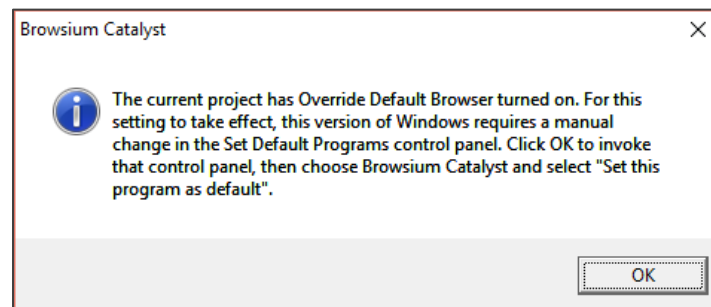 Browsium Catalyst
The current project has Override Default Browser turned on. For this
setting to take effect, this version of Windows requires a manual
change in the Set Default Programs control panel. Click OK to invoke
that control panel, then choose Browsium Catalyst and select "Set this
program as default".
OK